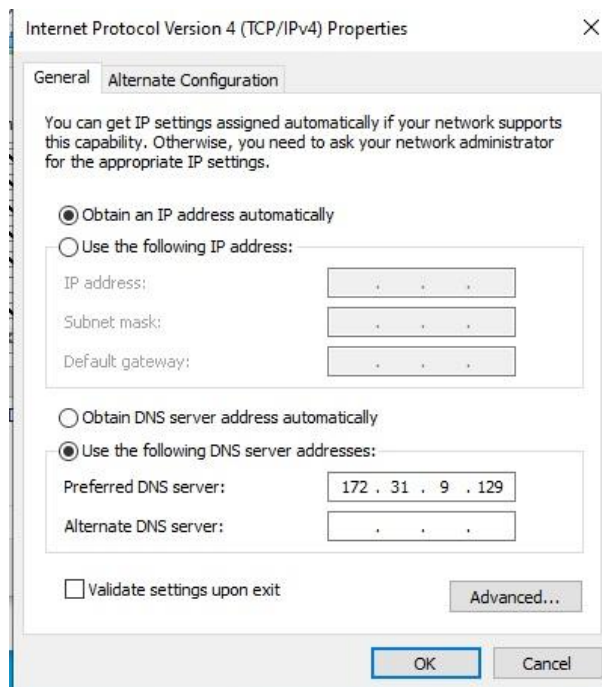 Internet Protocol Version 4 (TCP/IPv4) Properties
General
Alternate Configuration
You can get IP settings assigned automatically if your network supports
this capability. Otherwise, you need to ask your network administrator
for the appropriate IP settings.
Obtain an IP address automatically
Use the following IP address:
IP address: . . .
Subnet mask: . . .
Default gateway: . . .
Obtain DNS server address automatically
Use the following DNS server addresses:
Preferred DNS server: 172 . 31 . 9 . 129
Alternate DNS server: . . .
Validate settings upon exit
Advanced...
OK
Cancel